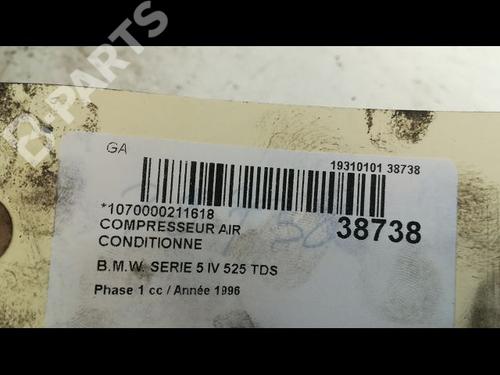 B-PARTS
GA
19310101 38738
*1070000211618
38738
COMPRESSEUR AIR
CONDITIONNE
B.M.W. SERIE 5 IV 525 TDS
Phase 1 cc / Année 1996